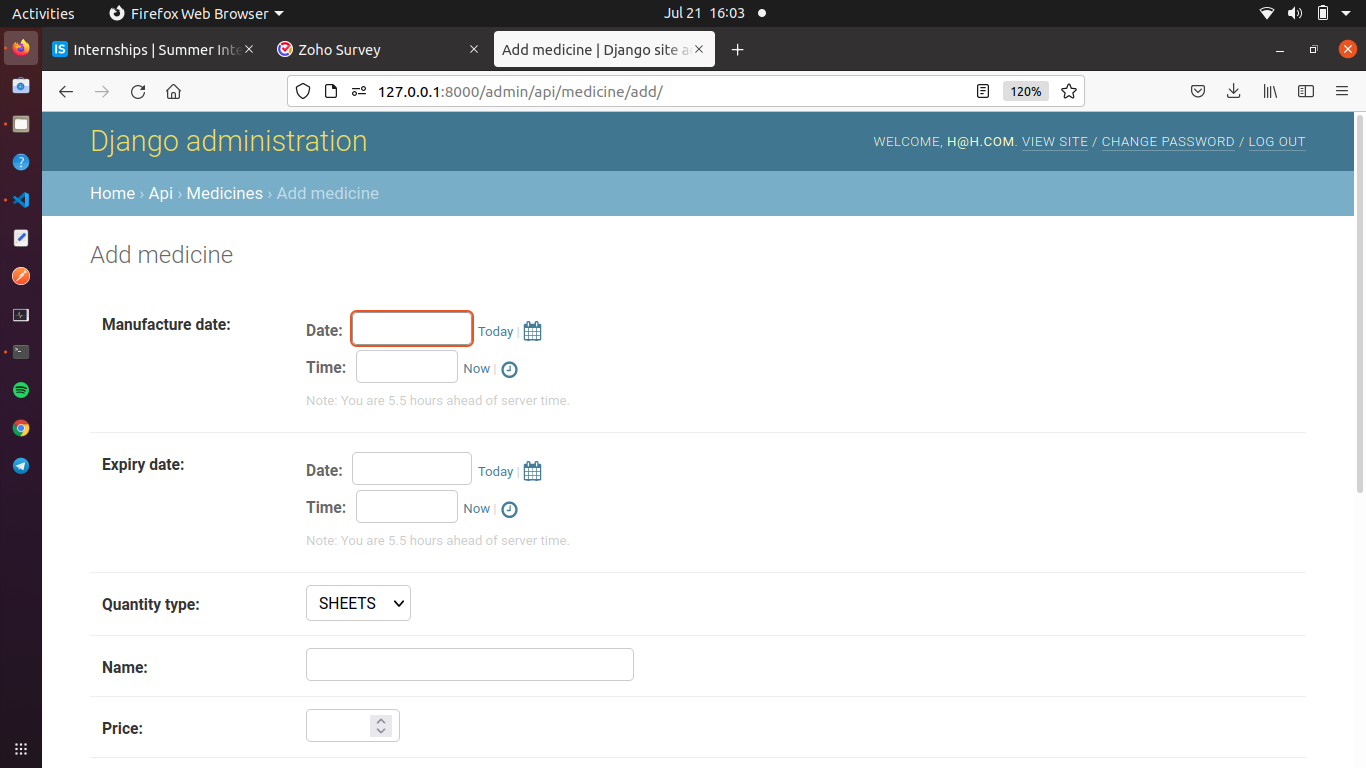 Activities Firefox Web Browser Jul 21 16:03
IS Internships | Summer Inte Zoho Survey Add medicine | Django site a
127.0.0.1:8000/admin/api/medicine/add/ 120%
Django administration WELCOME, H@H.COM. VIEW SITE / CHANGE PASSWORD / LOG OUT
Home › Api › Medicines › Add medicine
Add medicine
Manufacture date: Date: Today |
Time: Now |
Note: You are 5.5 hours ahead of server time.
Expiry date: Date: Today |
Time: Now |
Note: You are 5.5 hours ahead of server time.
Quantity type: SHEETS
Name:
Price: